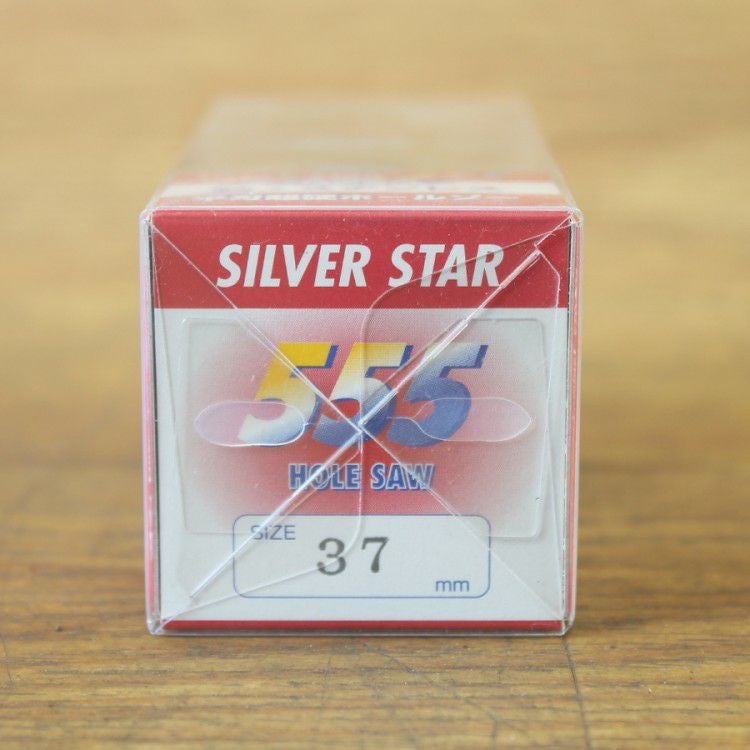 SILVER STAR
555
HOLE SAW
SIZE
37
mm